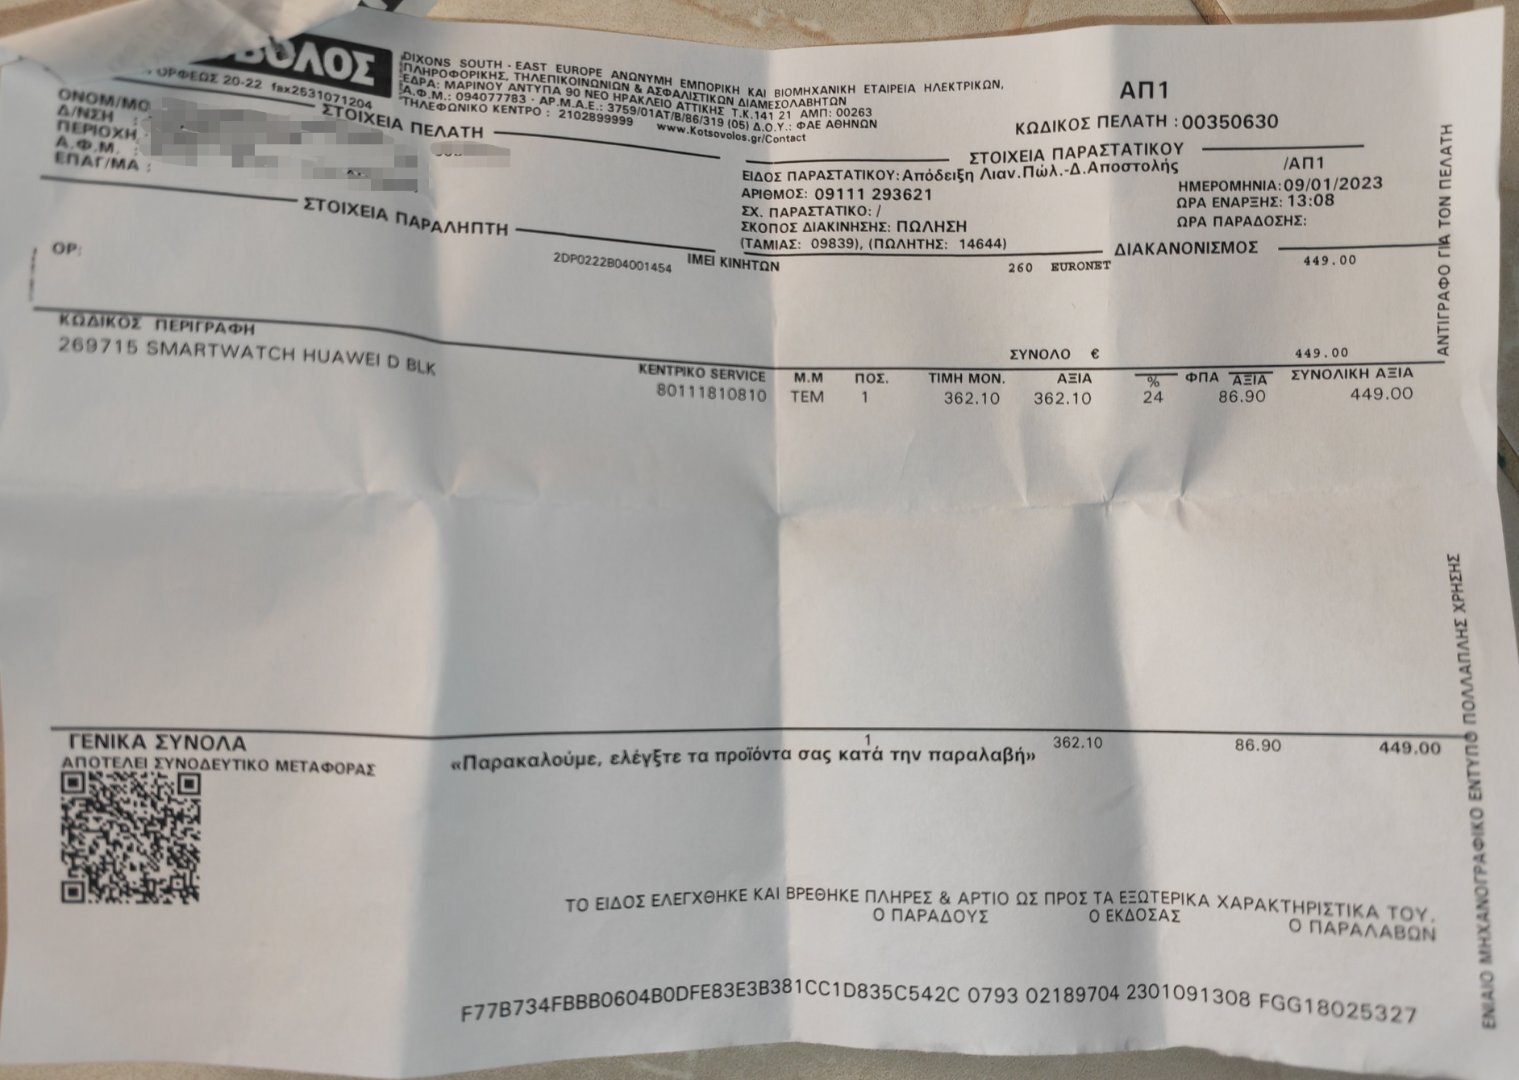 ΒΟΛΟΣ
ΟΡΦΕΩΣ 20-22 fax2531071204
DIXONS SOUTH - EAST EUROPE ΑΝΩΝΥΜΗ ΕΜΠΟΡΙΚΗ ΚΑΙ ΒΙΟΜΗΧΑΝΙΚΗ ΕΤΑΙΡΕΙΑ ΗΛΕΚΤΡΙΚΩΝ,
ΠΛΗΡΟΦΟΡΙΚΗΣ, ΤΗΛΕΠΙΚΟΙΝΩΝΙΩΝ & ΑΣΦΑΛΙΣΤΙΚΩΝ ΔΙΑΜΕΣΟΛΑΒΗΤΩΝ
ΕΔΡΑ: ΜΑΡΙΝΟΥ ΑΝΤΥΠΑ 90 ΝΕΟ ΗΡΑΚΛΕΙΟ ΑΤΤΙΚΗΣ Τ.Κ.141 21 ΑΜΠ: 00263
Α.Φ.Μ.: 094077783 - ΑΡ.Μ.Α.Ε.: 3759/01ΑΤ/Β/86/319 (05) Δ.Ο.Υ.: ΦΑΕ ΑΘΗΝΩΝ
ΤΗΛΕΦΩΝΙΚΟ ΚΕΝΤΡΟ : 2102899999 www.Kotsovolos.gr/Contact
ΑΠ1
ΚΩΔΙΚΟΣ ΠΕΛΑΤΗ : 00350630
ΣΤΟΙΧΕΙΑ ΠΕΛΑΤΗ
ΟΝΟΜ/ΜΟ
Δ/ΝΣΗ :
ΠΕΡΙΟΧΗ
Α.Φ.Μ. :
ΕΠΑΓ/ΜΑ :
ΣΤΟΙΧΕΙΑ ΠΑΡΑΣΤΑΤΙΚΟΥ
ΕΙΔΟΣ ΠΑΡΑΣΤΑΤΙΚΟΥ: Απόδειξη Λιαν.Πώλ.-Δ.Αποστολής /ΑΠ1
ΑΡΙΘΜΟΣ: 09111 293621 ΗΜΕΡΟΜΗΝΙΑ: 09/01/2023
ΣΧ. ΠΑΡΑΣΤΑΤΙΚΟ: / ΩΡΑ ΕΝΑΡΞΗΣ: 13:08
ΣΚΟΠΟΣ ΔΙΑΚΙΝΗΣΗΣ: ΠΩΛΗΣΗ ΩΡΑ ΠΑΡΑΔΟΣΗΣ:
(ΤΑΜΙΑΣ: 09839), (ΠΩΛΗΤΗΣ: 14644)
ΣΤΟΙΧΕΙΑ ΠΑΡΑΛΗΠΤΗ
ΟΡ:
ΙΜΕΙ ΚΙΝΗΤΩΝ
2DP0222B04001454
ΔΙΑΚΑΝΟΝΙΣΜΟΣ
260 EURONET 449.00
ΣΥΝΟΛΟ € 449.00
ΚΩΔΙΚΟΣ ΠΕΡΙΓΡΑΦΗ ΚΕΝΤΡΙΚΟ SERVICE Μ.Μ ΠΟΣ. ΤΙΜΗ ΜΟΝ. ΑΞΙΑ % ΦΠΑ ΑΞΙΑ ΣΥΝΟΛΙΚΗ ΑΞΙΑ
269715 SMARTWATCH HUAWEI D BLK 80111810810 ΤΕΜ 1 362.10 362.10 24 86.90 449.00
ΓΕΝΙΚΑ ΣΥΝΟΛΑ 1 362.10 86.90 449.00
ΑΠΟΤΕΛΕΙ ΣΥΝΟΔΕΥΤΙΚΟ ΜΕΤΑΦΟΡΑΣ
«Παρακαλούμε, ελέγξτε τα προϊόντα σας κατά την παραλαβή»
ΤΟ ΕΙΔΟΣ ΕΛΕΓΧΘΗΚΕ ΚΑΙ ΒΡΕΘΗΚΕ ΠΛΗΡΕΣ & ΑΡΤΙΟ ΩΣ ΠΡΟΣ ΤΑ ΕΞΩΤΕΡΙΚΑ ΧΑΡΑΚΤΗΡΙΣΤΙΚΑ ΤΟΥ.
Ο ΠΑΡΑΔΟΥΣ Ο ΕΚΔΟΣΑΣ Ο ΠΑΡΑΛΑΒΩΝ
F77B734FBBB0604B0DFE83E3B381CC1D835C542C 0793 02189704 2301091308 FGG18025327
ΑΝΤΙΓΡΑΦΟ ΓΙΑ ΤΟΝ ΠΕΛΑΤΗ
ΕΝΙΑΙΟ ΜΗΧΑΝΟΓΡΑΦΙΚΟ ΕΝΤΥΠΟ ΠΟΛΛΑΠΛΗΣ ΧΡΗΣΗΣ